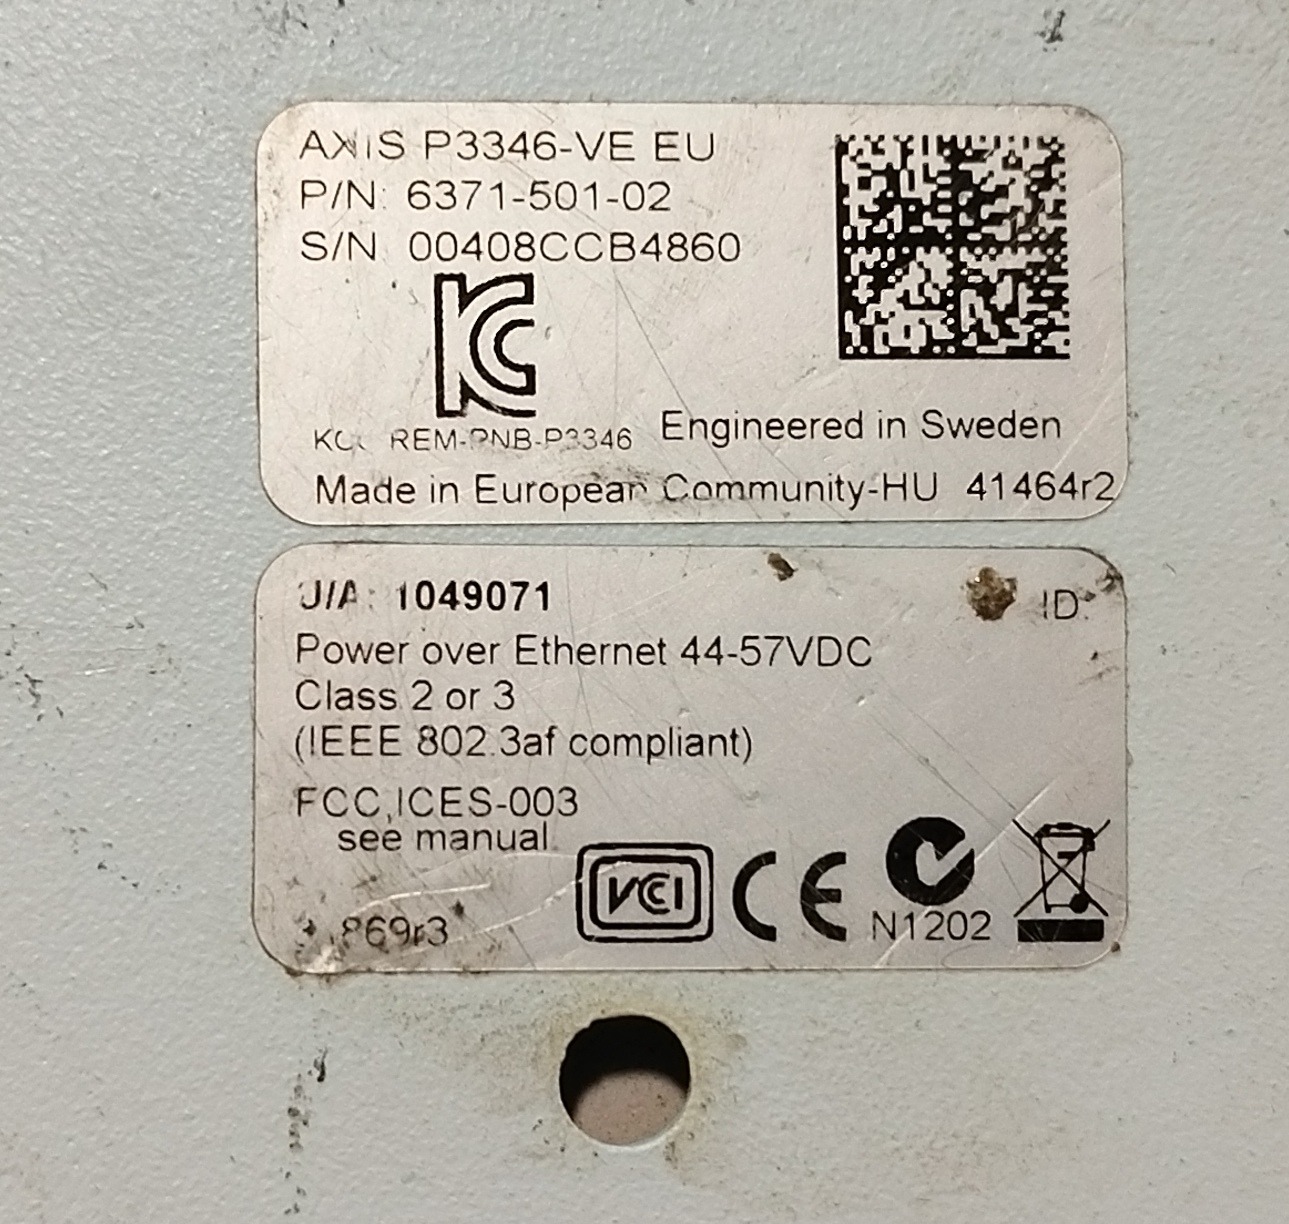 AXIS P3346-VE EU
P/N: 6371-501-02
S/N 00408CCB4860
KC
REM-PNB-P3346
Engineered in Sweden
Made in European Community-HU 41464r2
1049071
ID:
Power over Ethernet 44-57VDC
Class 2 or 3
(IEEE 802.3af compliant)
FCC,ICES-003
see manual.
VCCI CE
N1202